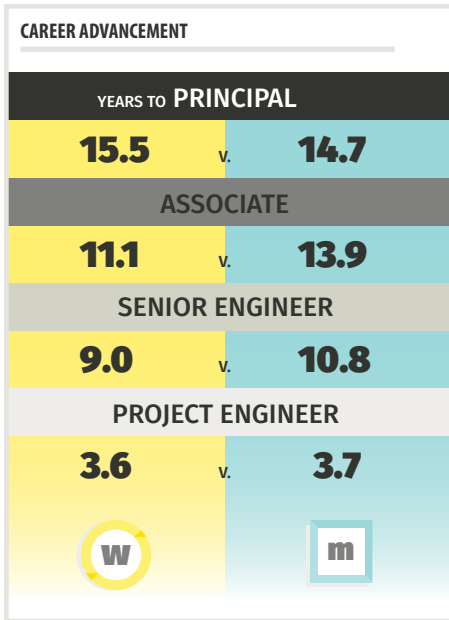 CAREER ADVANCEMENT
YEARS TO PRINCIPAL
15.5 v. 14.7
ASSOCIATE
11.1 v. 13.9
SENIOR ENGINEER
9.0 v. 10.8
PROJECT ENGINEER
3.6 v. 3.7
w m